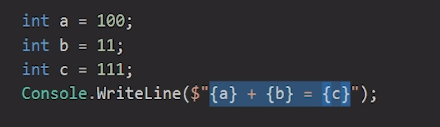 int a = 100;
int b = 11;
int c = 111;
Console.WriteLine($"{a} + {b} = {c}");